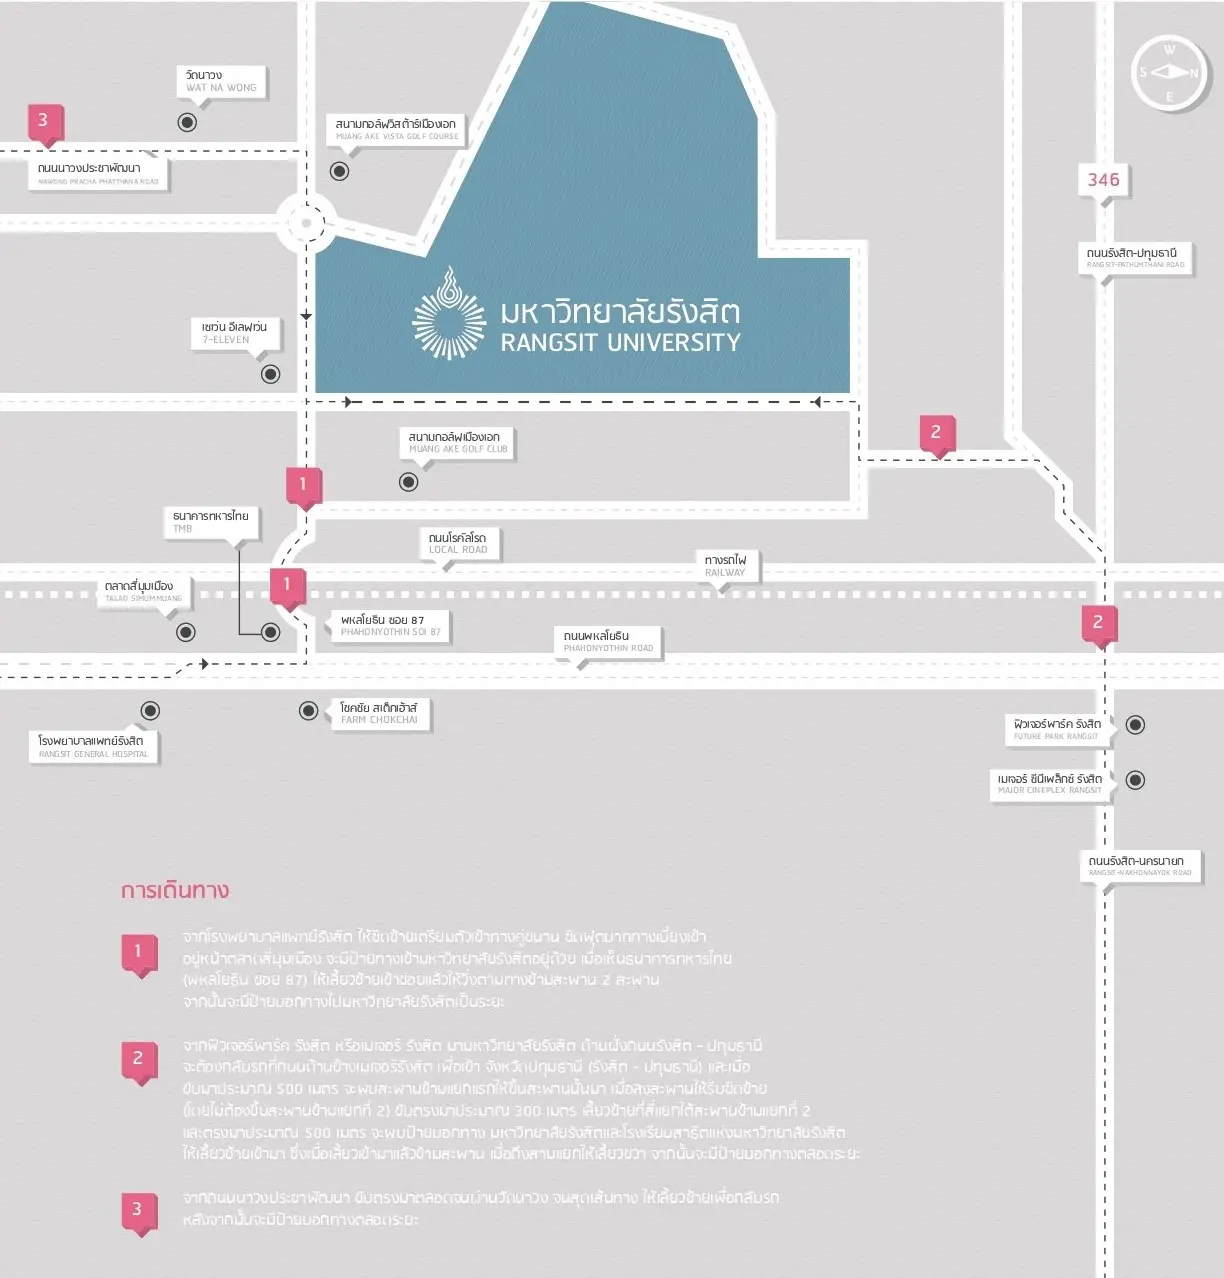 W
S
N
E
วัดนาวง
WAT NA WONG
3
สนามกอล์ฟวิสต้าร์เมืองเอก
MUANG AKE VISTA GOLF COURSE
ถนนนาวงประชาพัฒนา
NAWONG PRACHA PHATTHANA ROAD
346
ถนนรังสิต-ปทุมธานี
RANGSIT-PATHUMTHANI ROAD
มหาวิทยาลัยรังสิต
RANGSIT UNIVERSITY
เซเว่น อีเลฟเว่น
7-ELEVEN
สนามกอล์ฟเมืองเอก
MUANG AKE GOLF CLUB
2
1
ธนาคารทหารไทย
TMB
ถนนโรคัลโรด
LOCAL ROAD
ทางรถไฟ
RAILWAY
1
ตลาดสี่มุมเมือง
TALAD SIMUMMUANG
พหลโยธิน ซอย 87
PHAHONYOTHIN SOI 87
2
ถนนพหลโยธิน
PHAHONYOTHIN ROAD
โชคชัย สเต็กเฮ้าส์
FARM CHOKCHAI
โรงพยาบาลแพทย์รังสิต
RANGSIT GENERAL HOSPITAL
ฟิวเจอร์พาร์ค รังสิต
FUTURE PARK RANGSIT
เมเจอร์ ซีนีเพล็กซ์ รังสิต
MAJOR CINEPLEX RANGSIT
ถนนรังสิต-นครนายก
RANGSIT-NAKHONNAYOK ROAD
การเดินทาง
1
จากโรงพยาบาลแพทย์รังสิต ให้ชิดซ้ายเตรียมตัวเข้าทางคู่ขนาน ชิดฟุตบาททางเบี่ยงเข้า
อยู่หน้าตลาดสี่มุมเมือง จะมีป้ายทางเข้ามหาวิทยาลัยรังสิตอยู่ด้วย เมื่อเห็นธนาคารทหารไทย
(พหลโยธิน ซอย 87) ให้เลี้ยวซ้ายเข้าซอยแล้วให้วิ่งตามทางข้ามสะพาน 2 สะพาน
จากนั้นจะมีป้ายบอกทางไปมหาวิทยาลัยรังสิตเป็นระยะ
2
จากฟิวเจอร์พาร์ค รังสิต หรือเมเจอร์ รังสิต มามหาวิทยาลัยรังสิต ด้านฝั่งถนนรังสิต - ปทุมธานี
จะต้องกลับรถที่ถนนด้านข้างเมเจอร์รังสิต เพื่อเข้า จังหวัดปทุมธานี (รังสิต - ปทุมธานี) และเมื่อ
ขับมาประมาณ 500 เมตร จะพบสะพานข้ามแยกแรกให้ขึ้นสะพานนั้นมา เมื่อลงสะพานให้รีบชิดซ้าย
(โดยไม่ต้องขึ้นสะพานข้ามแยกที่ 2) ขับตรงมาประมาณ 300 เมตร เลี้ยวซ้ายที่สี่แยกใต้สะพานข้ามแยกที่ 2
และตรงมาประมาณ 500 เมตร จะพบป้ายบอกทาง มหาวิทยาลัยรังสิตและโรงเรียนสาธิตแห่งมหาวิทยาลัยรังสิต
ให้เลี้ยวซ้ายเข้ามา ซึ่งเมื่อเลี้ยวเข้ามาแล้วข้ามสะพาน เมื่อถึงสามแยกให้เลี้ยวขวา จากนั้นจะมีป้ายบอกทางตลอดระยะ
3
จากถนนนาวงประชาพัฒนา ขับตรงมาตลอดจนผ่านวัดนาวง จนสุดเส้นทาง ให้เลี้ยวซ้ายเพื่อกลับรถ
หลังจากนั้นจะมีป้ายบอกทางตลอดระยะ